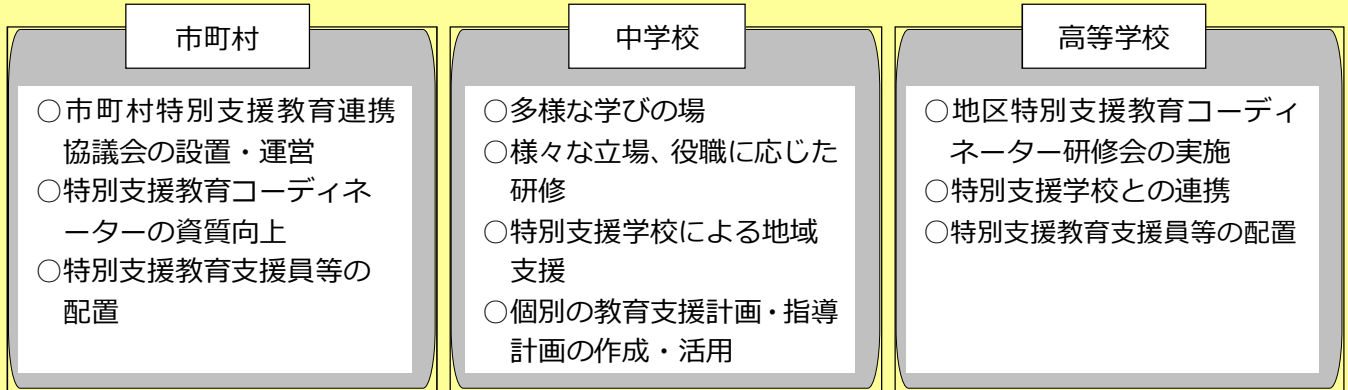 市町村
○市町村特別支援教育連携
協議会の設置・運営
○特別支援教育コーディネ
ーターの資質向上
○特別支援教育支援員等の
配置
中学校
○多様な学びの場
○様々な立場、役職に応じた
研修
○特別支援学校による地域
支援
○個別の教育支援計画・指導
計画の作成・活用
高等学校
○地区特別支援教育コーディ
ネーター研修会の実施
○特別支援学校との連携
○特別支援教育支援員等の配置